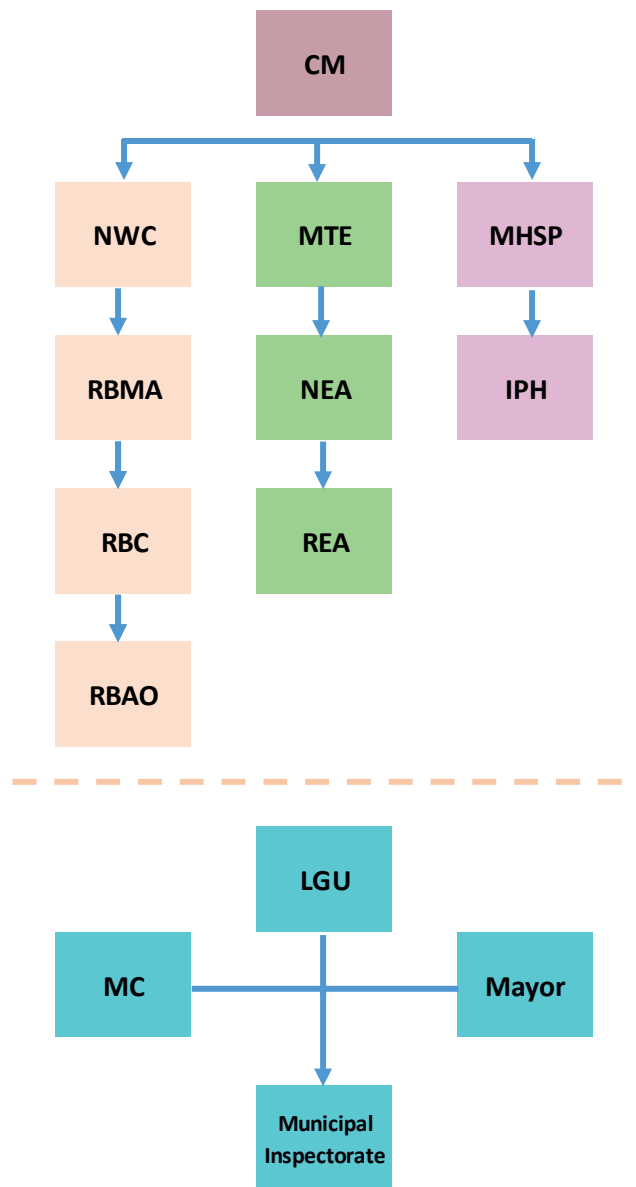 CM
NWC
MTE
MHSP
RBMA
NEA
IPH
RBC
REA
RBAO
LGU
MC
Mayor
Municipal
Inspectorate